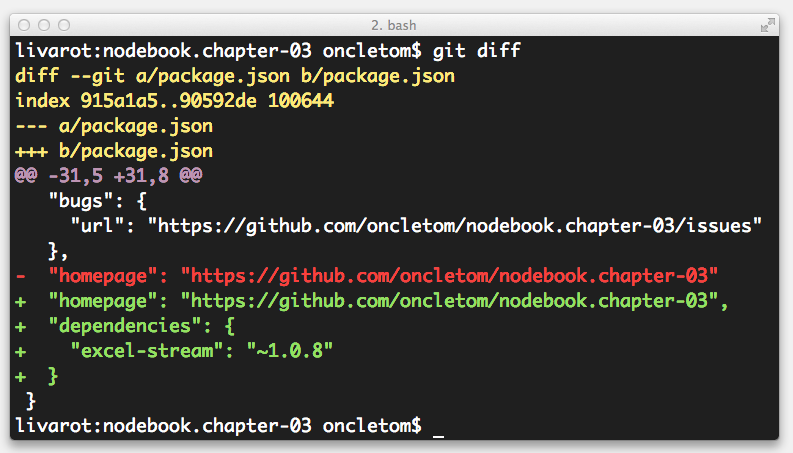 2. bash
livarot:nodebook.chapter-03 oncletom$ git diff
diff --git a/package.json b/package.json
index 915a1a5..90592de 100644
--- a/package.json
+++ b/package.json
@@ -31,5 +31,8 @@
   "bugs": {
     "url": "https://github.com/oncletom/nodebook.chapter-03/issues"
   },
-  "homepage": "https://github.com/oncletom/nodebook.chapter-03"
+  "homepage": "https://github.com/oncletom/nodebook.chapter-03",
+  "dependencies": {
+    "excel-stream": "~1.0.8"
+  }
 }
livarot:nodebook.chapter-03 oncletom$ _